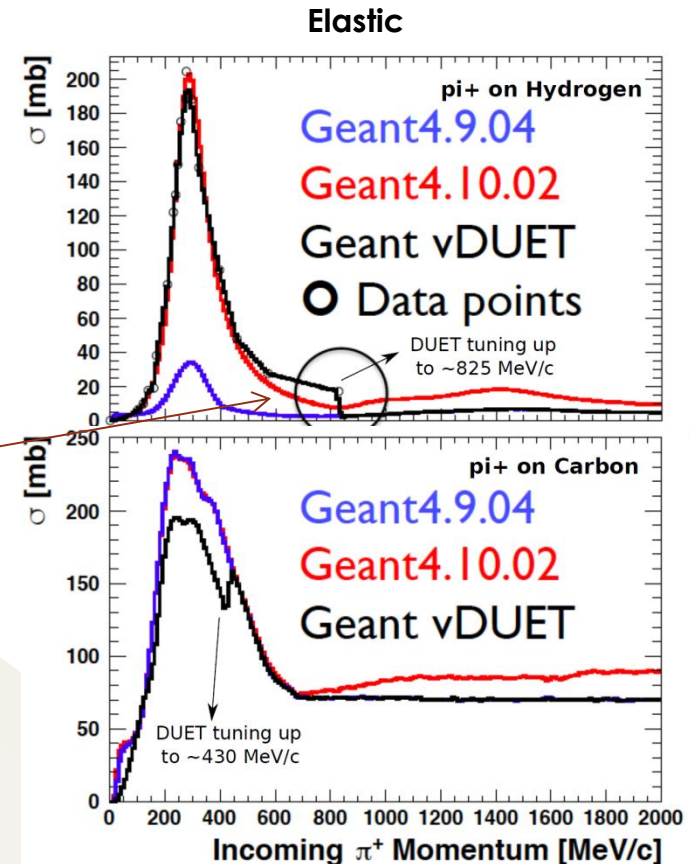 Elastic
σ [mb]
200
180
160
140
120
100
80
60
40
20
0
pi+ on Hydrogen
Geant4.9.04
Geant4.10.02
Geant vDUET
O Data points
DUET tuning up
to ~825 MeV/c
σ [mb]
250
200
150
100
50
0
pi+ on Carbon
Geant4.9.04
Geant4.10.02
Geant vDUET
DUET tuning up
to ~430 MeV/c
0 200 400 600 800 1000 1200 1400 1600 1800 2000
Incoming π⁺ Momentum [MeV/c]